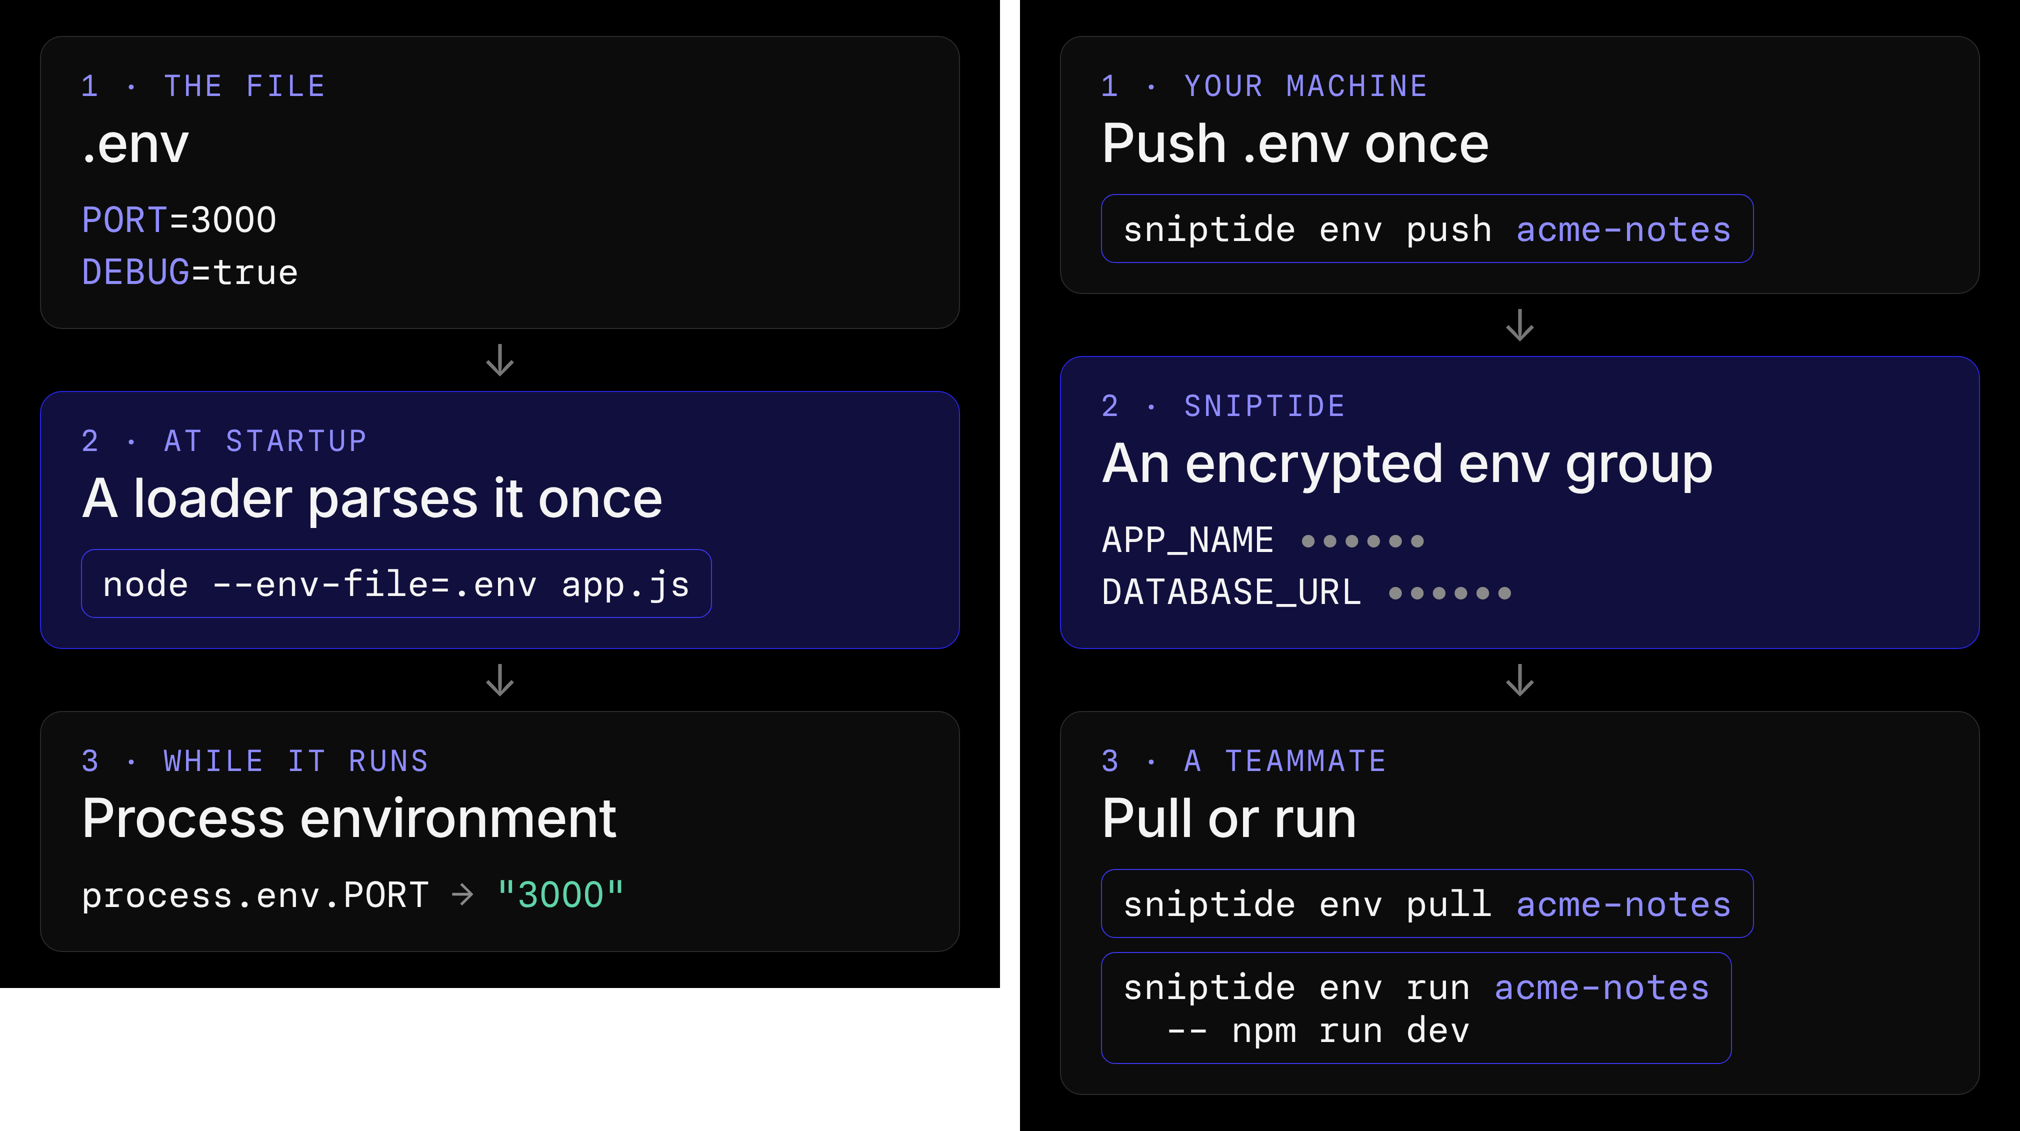 1 · THE FILE
.env
PORT=3000
DEBUG=true
↓
2 · AT STARTUP
A loader parses it once
node --env-file=.env app.js
↓
3 · WHILE IT RUNS
Process environment
process.env.PORT → "3000"
1 · YOUR MACHINE
Push .env once
sniptide env push acme-notes
↓
2 · SNIPTIDE
An encrypted env group
APP_NAME ••••••
DATABASE_URL ••••••
↓
3 · A TEAMMATE
Pull or run
sniptide env pull acme-notes
sniptide env run acme-notes
-- npm run dev